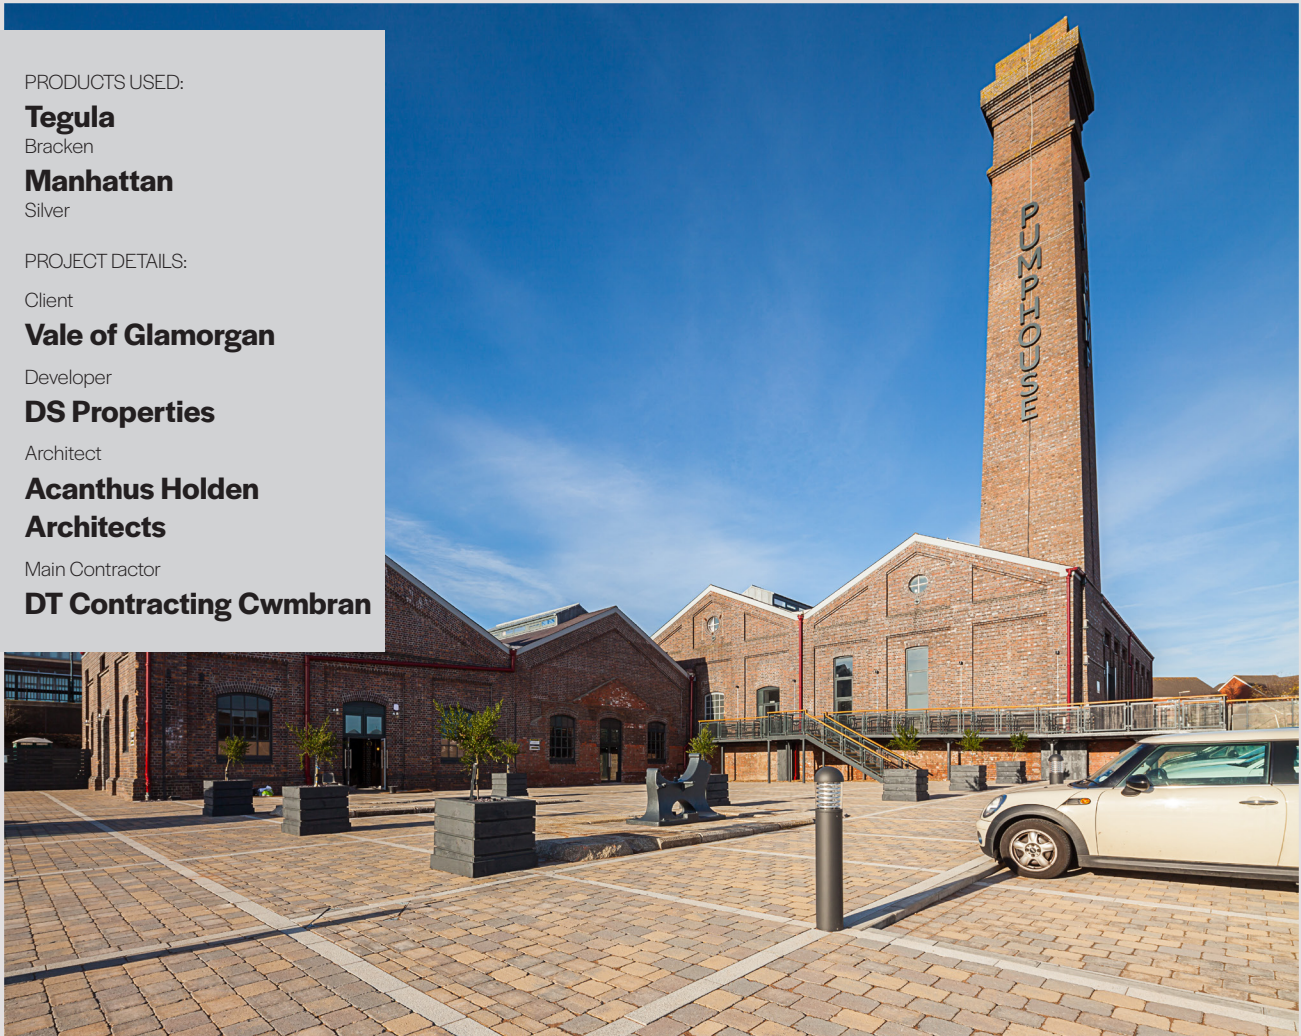 PRODUCTS USED:
Tegula
Bracken
Manhattan
Silver
PROJECT DETAILS:
Client
Vale of Glamorgan
Developer
DS Properties
Architect
Acanthus Holden
Architects
Main Contractor
DT Contracting Cwmbran
PUMPHOUSE